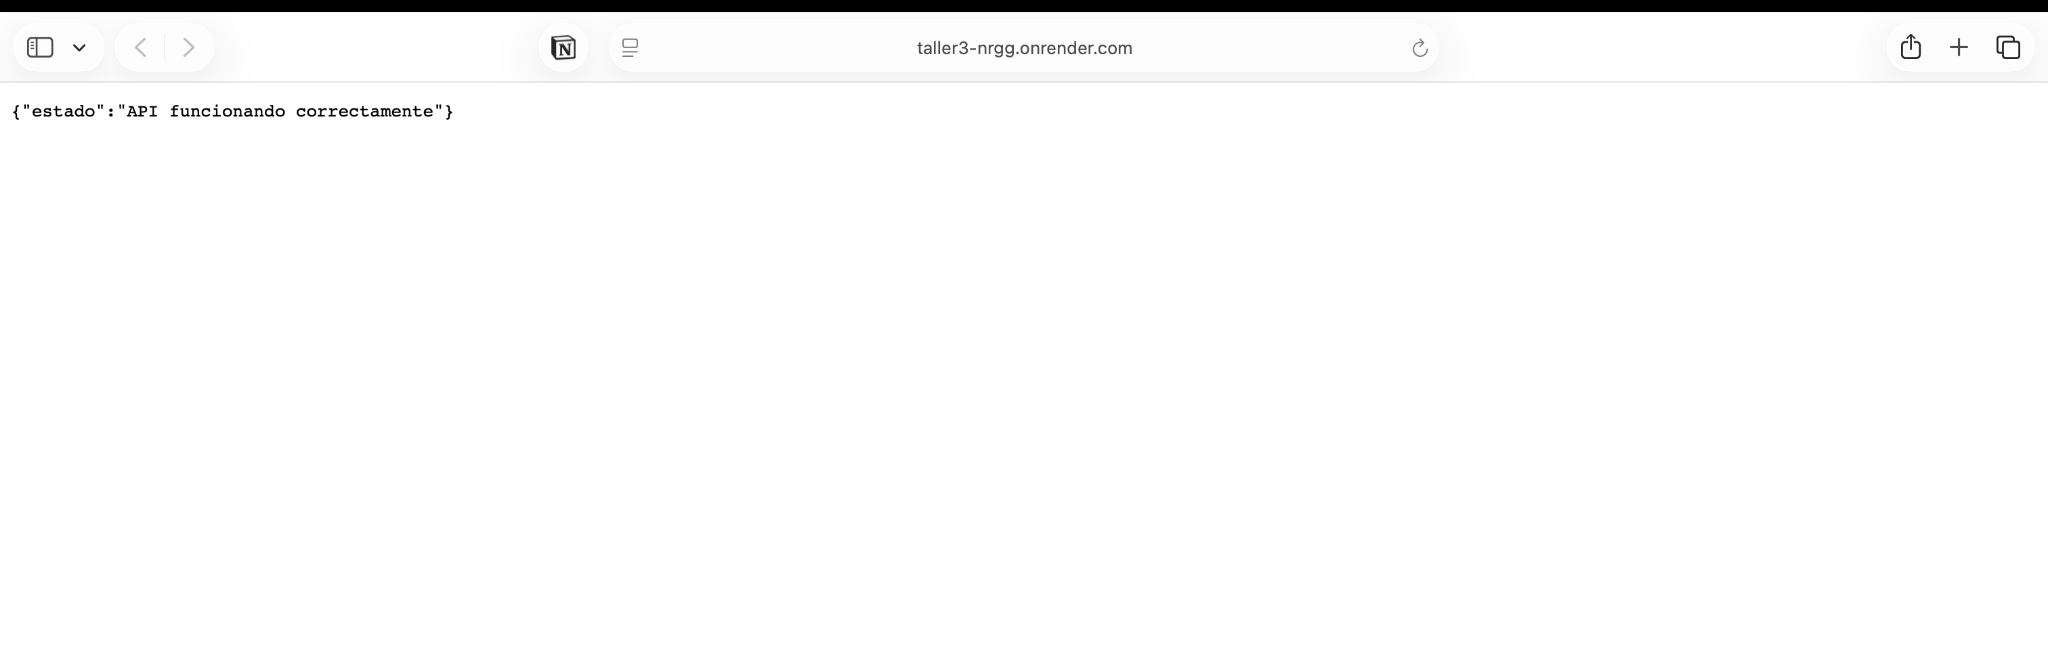 taller3-nrgg.onrender.com
{"estado":"API funcionando correctamente"}